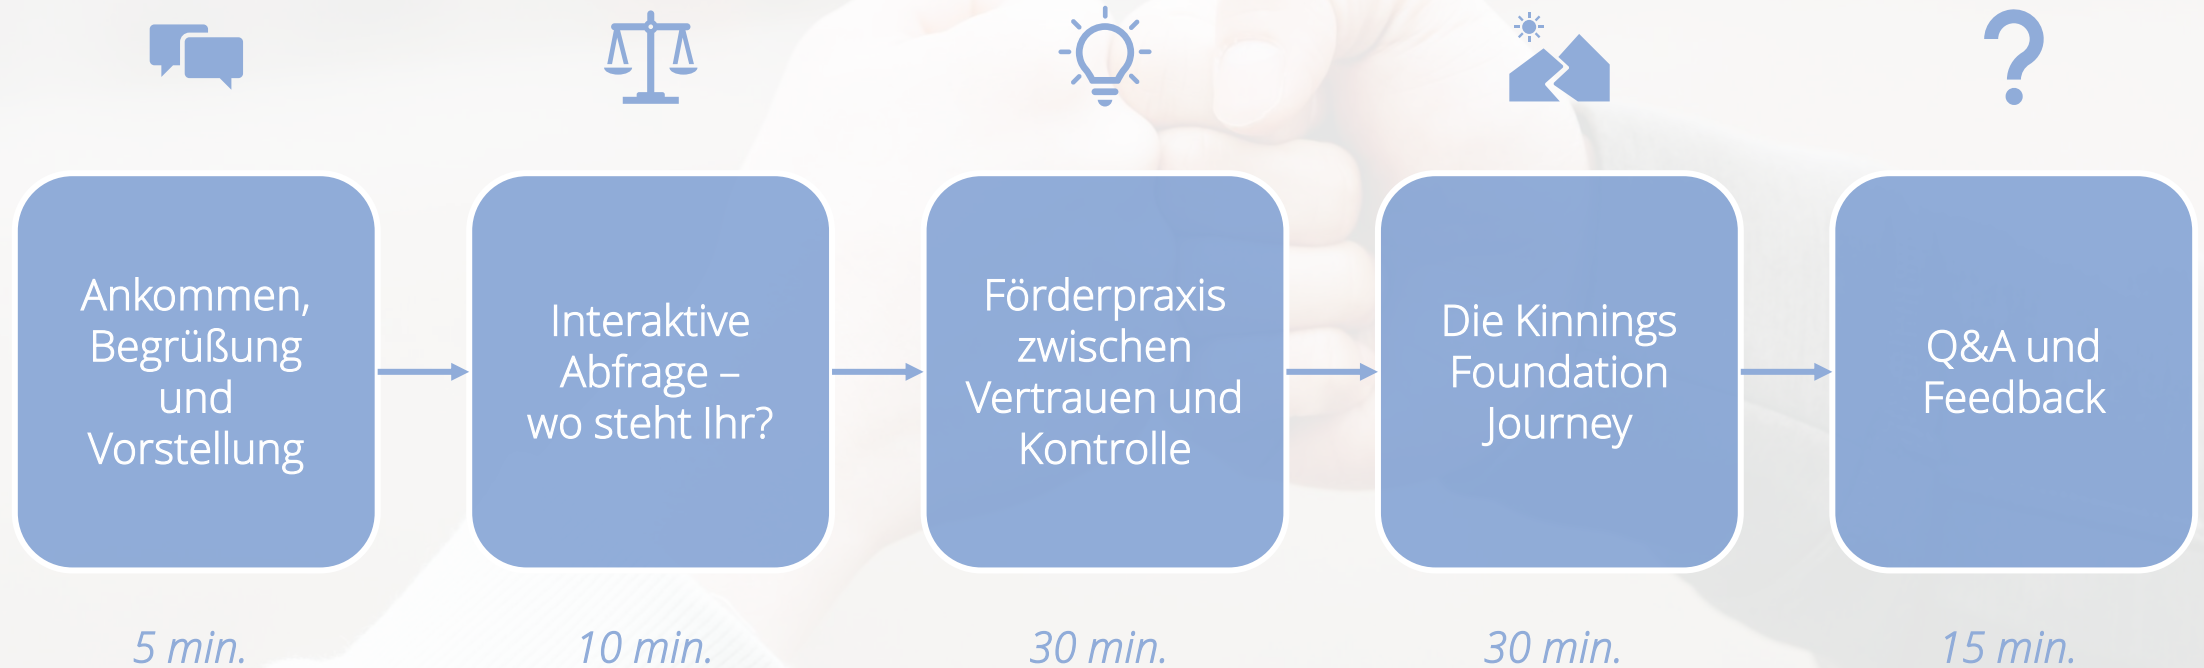 Ankommen,
Begrüßung
und
Vorstellung
5 min.
Interaktive
Abfrage –
wo steht Ihr?
10 min.
Förderpraxis
zwischen
Vertrauen und
Kontrolle
30 min.
Die Kinnings
Foundation
Journey
30 min.
Q&A und
Feedback
15 min.